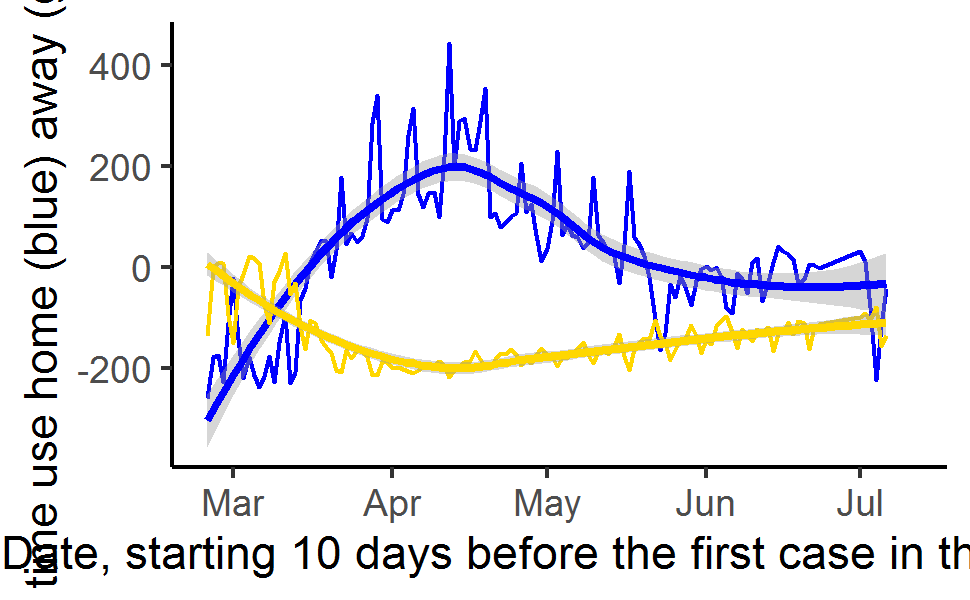 time use home (blue) away (
400
200
0
-200
Mar Apr May Jun Jul
Date, starting 10 days before the first case in th